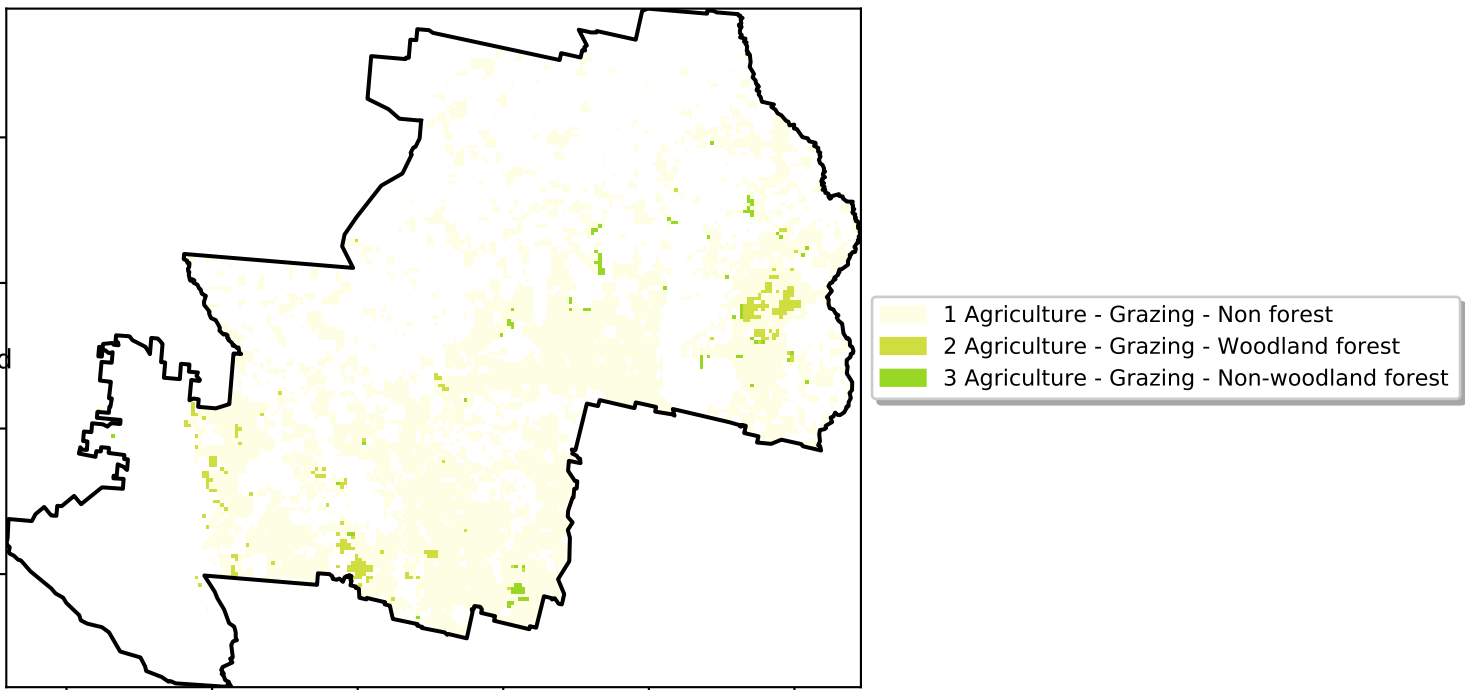 1 Agriculture - Grazing - Non forest
2 Agriculture - Grazing - Woodland forest
3 Agriculture - Grazing - Non-woodland forest